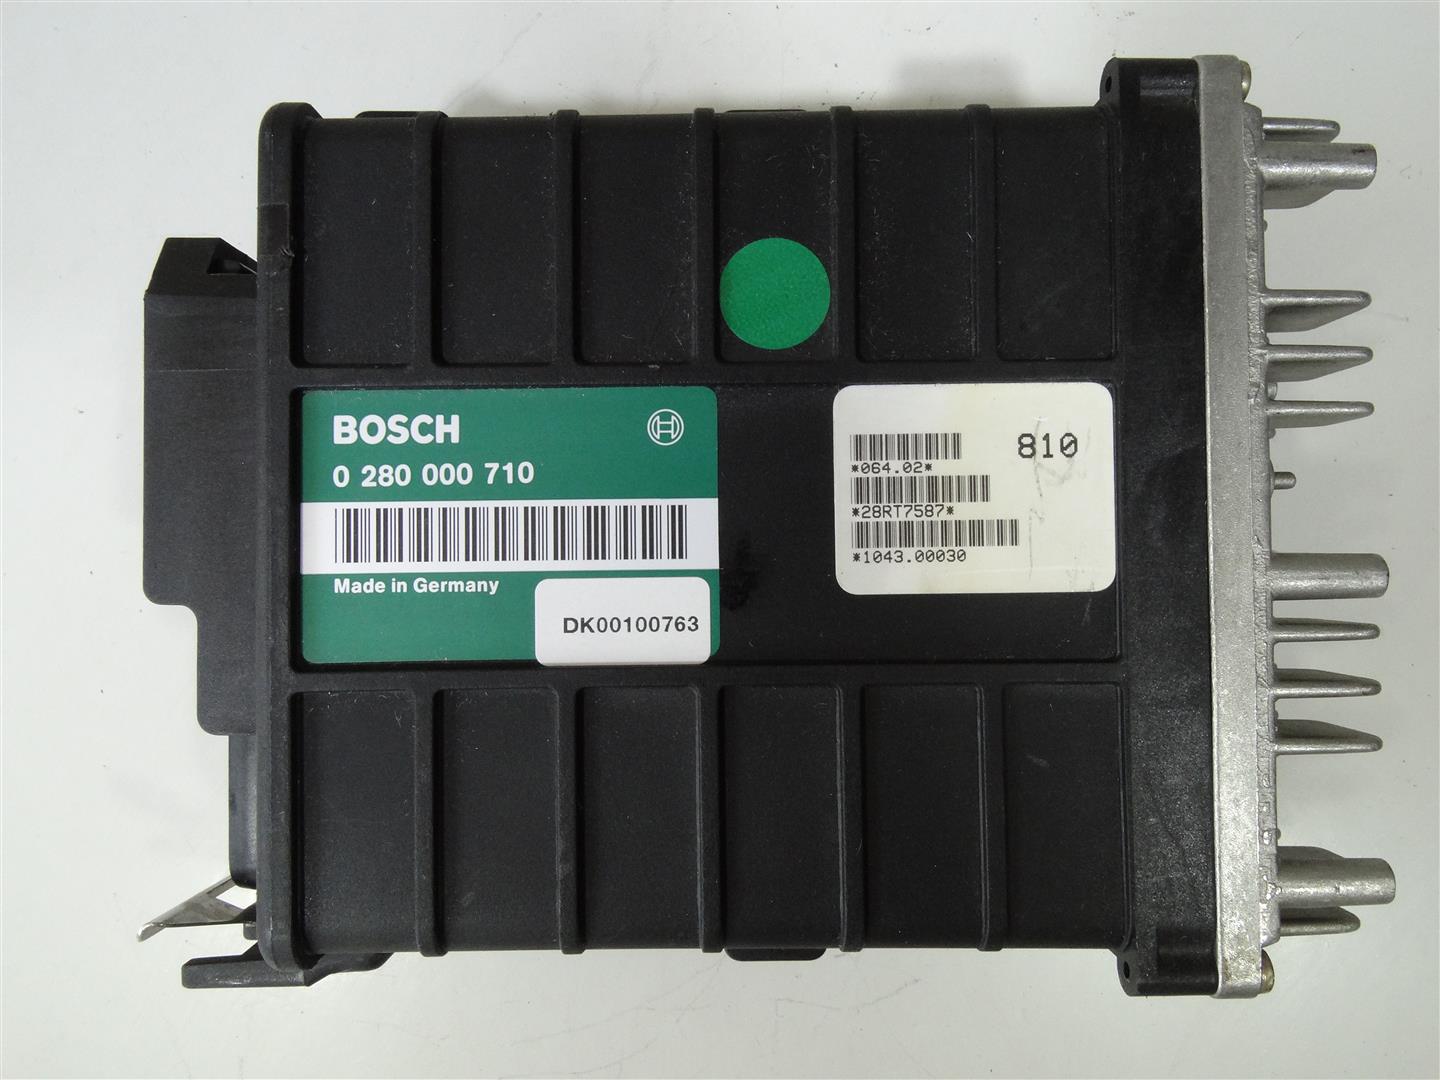 BOSCH
0 280 000 710
Made in Germany
DK00100763
810
*064.02*
*28RT7587*
*1043.00030